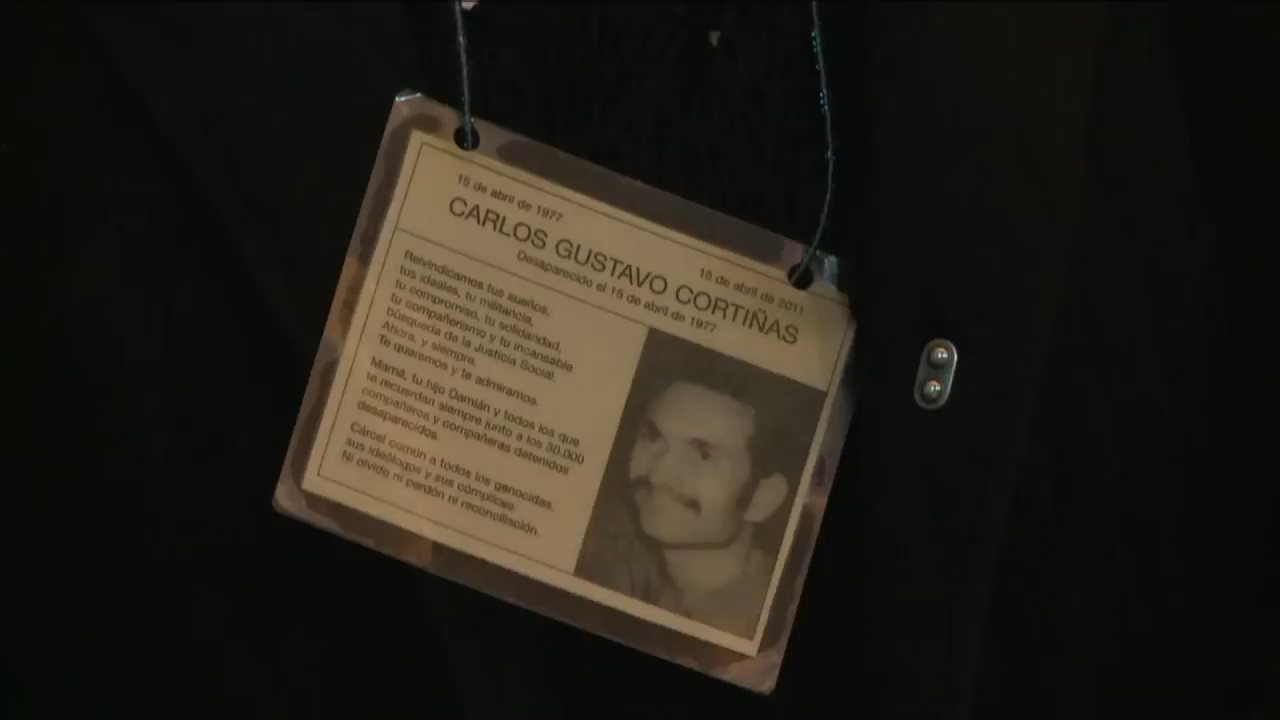 15 de abril de 1977
15 de abril de 2011
CARLOS GUSTAVO CORTIÑAS
Desaparecido el 15 de abril de 1977
Reivindicamos tus sueños,
tus ideales, tu militancia,
tu compromiso, tu solidaridad,
tu compañerismo y tu incansable
búsqueda de la Justicia Social.
Ahora, y siempre.
Te queremos y te admiramos.
Mamá, tu hijo Damián y todos los que
te recuerdan siempre junto a los 30.000
compañeros y compañeras detenidos
desaparecidos.
Cárcel común a todos los genocidas,
sus ideólogos y sus cómplices.
Ni olvido ni perdón ni reconciliación.